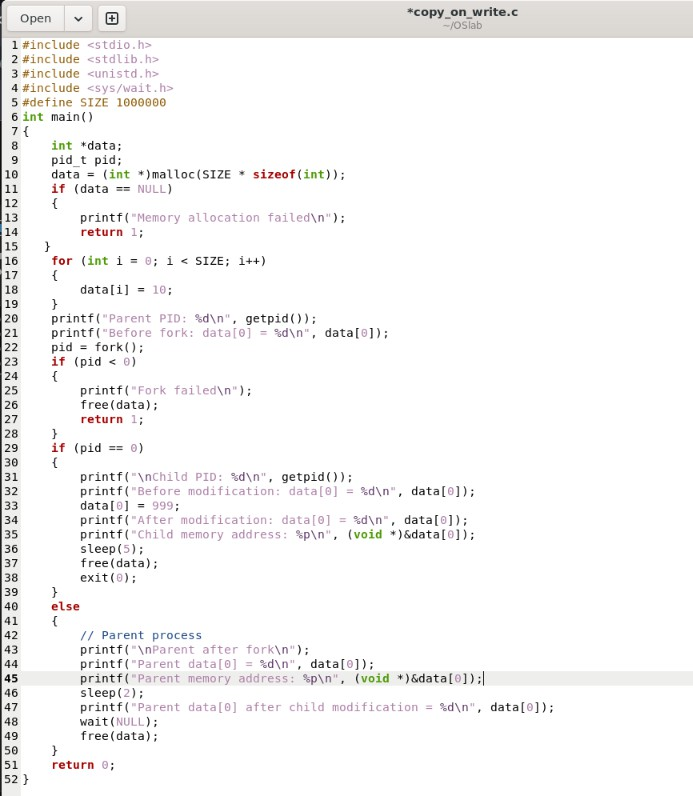 Open
*copy_on_write.c
~/OSlab
1 #include <stdio.h>
2 #include <stdlib.h>
3 #include <unistd.h>
4 #include <sys/wait.h>
5 #define SIZE 1000000
6 int main()
7 {
8     int *data;
9     pid_t pid;
10     data = (int *)malloc(SIZE * sizeof(int));
11     if (data == NULL)
12     {
13         printf("Memory allocation failed\n");
14         return 1;
15    }
16     for (int i = 0; i < SIZE; i++)
17     {
18         data[i] = 10;
19     }
20     printf("Parent PID: %d\n", getpid());
21     printf("Before fork: data[0] = %d\n", data[0]);
22     pid = fork();
23     if (pid < 0)
24     {
25         printf("Fork failed\n");
26         free(data);
27         return 1;
28     }
29     if (pid == 0)
30     {
31         printf("\nChild PID: %d\n", getpid());
32         printf("Before modification: data[0] = %d\n", data[0]);
33         data[0] = 999;
34         printf("After modification: data[0] = %d\n", data[0]);
35         printf("Child memory address: %p\n", (void *)&data[0]);
36         sleep(5);
37         free(data);
38         exit(0);
39     }
40     else
41     {
42         // Parent process
43         printf("\nParent after fork\n");
44         printf("Parent data[0] = %d\n", data[0]);
45         printf("Parent memory address: %p\n", (void *)&data[0]);
46         sleep(2);
47         printf("Parent data[0] after child modification = %d\n", data[0]);
48         wait(NULL);
49         free(data);
50     }
51     return 0;
52 }